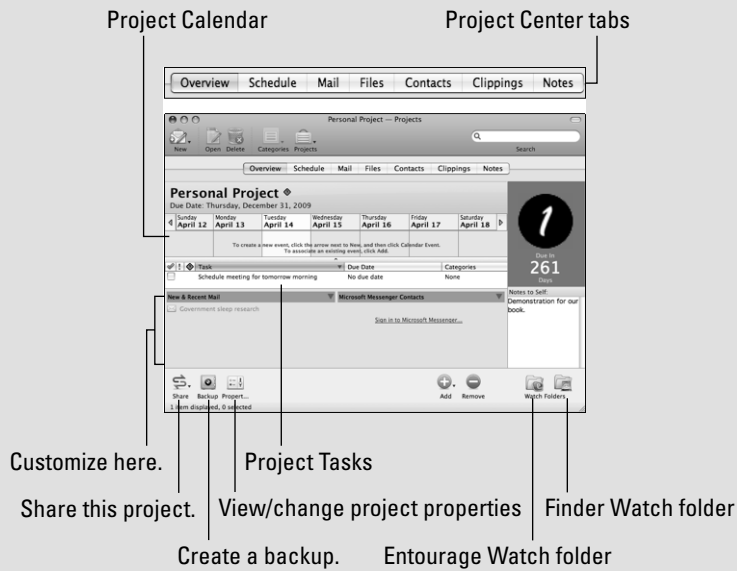 Project Calendar
Project Center tabs
Overview Schedule Mail Files Contacts Clippings Notes
Personal Project — Projects
New Open Delete Categories Projects Search
Overview Schedule Mail Files Contacts Clippings Notes
Personal Project
Due Date: Thursday, December 31, 2009
Sunday Monday Tuesday Wednesday Thursday Friday Saturday
April 12 April 13 April 14 April 15 April 16 April 17 April 18
To create a new event, click the arrow next to New, and then click Calendar Event.
To associate an existing event, click Add.
1
Due In
261
Days
! Task Due Date Categories
Schedule meeting for tomorrow morning No due date None
New & Recent Mail Microsoft Messenger Contacts
Government sleep research
Sign in to Microsoft Messenger...
Notes to Self:
Demonstration for our
book.
Share Backup Propert... Add Remove Watch Folders
1 item displayed, 0 selected
Customize here.
Project Tasks
Share this project.
View/change project properties
Finder Watch folder
Create a backup.
Entourage Watch folder